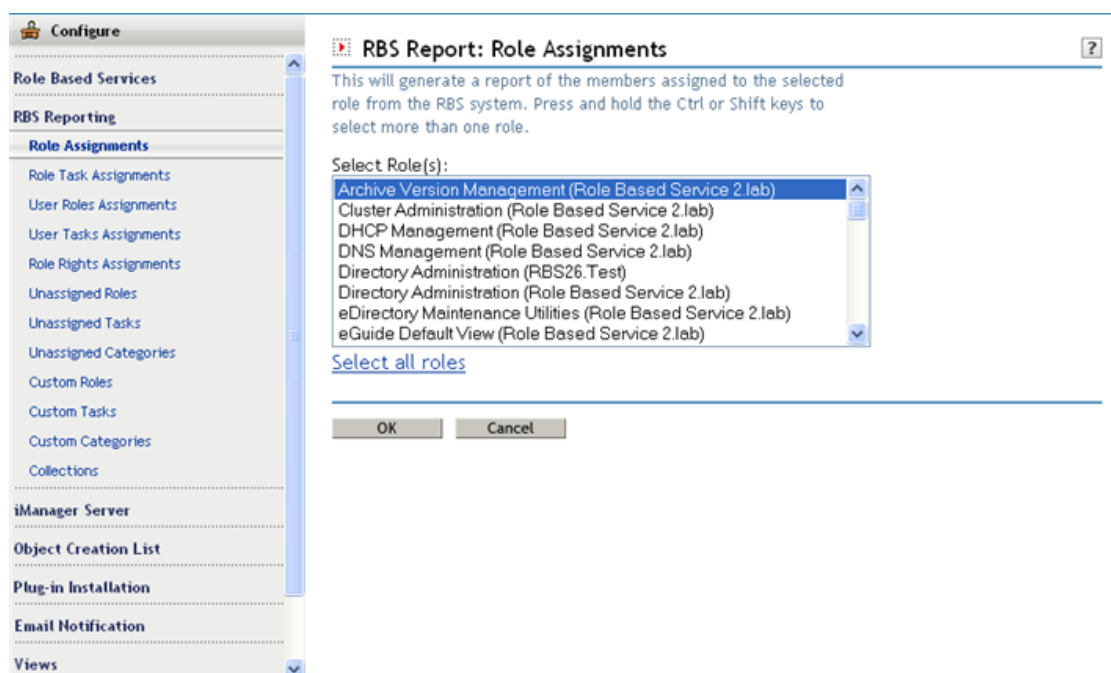 Configure
Role Based Services
RBS Reporting
Role Assignments
Role Task Assignments
User Roles Assignments
User Tasks Assignments
Role Rights Assignments
Unassigned Roles
Unassigned Tasks
Unassigned Categories
Custom Roles
Custom Tasks
Custom Categories
Collections
iManager Server
Object Creation List
Plug-in Installation
Email Notification
Views
RBS Report: Role Assignments
?
This will generate a report of the members assigned to the selected
role from the RBS system. Press and hold the Ctrl or Shift keys to
select more than one role.
Select Role(s):
Archive Version Management (Role Based Service 2.lab)
Cluster Administration (Role Based Service 2.lab)
DHCP Management (Role Based Service 2.lab)
DNS Management (Role Based Service 2.lab)
Directory Administration (RBS26.Test)
Directory Administration (Role Based Service 2.lab)
eDirectory Maintenance Utilities (Role Based Service 2.lab)
eGuide Default View (Role Based Service 2.lab)
Select all roles
OK
Cancel